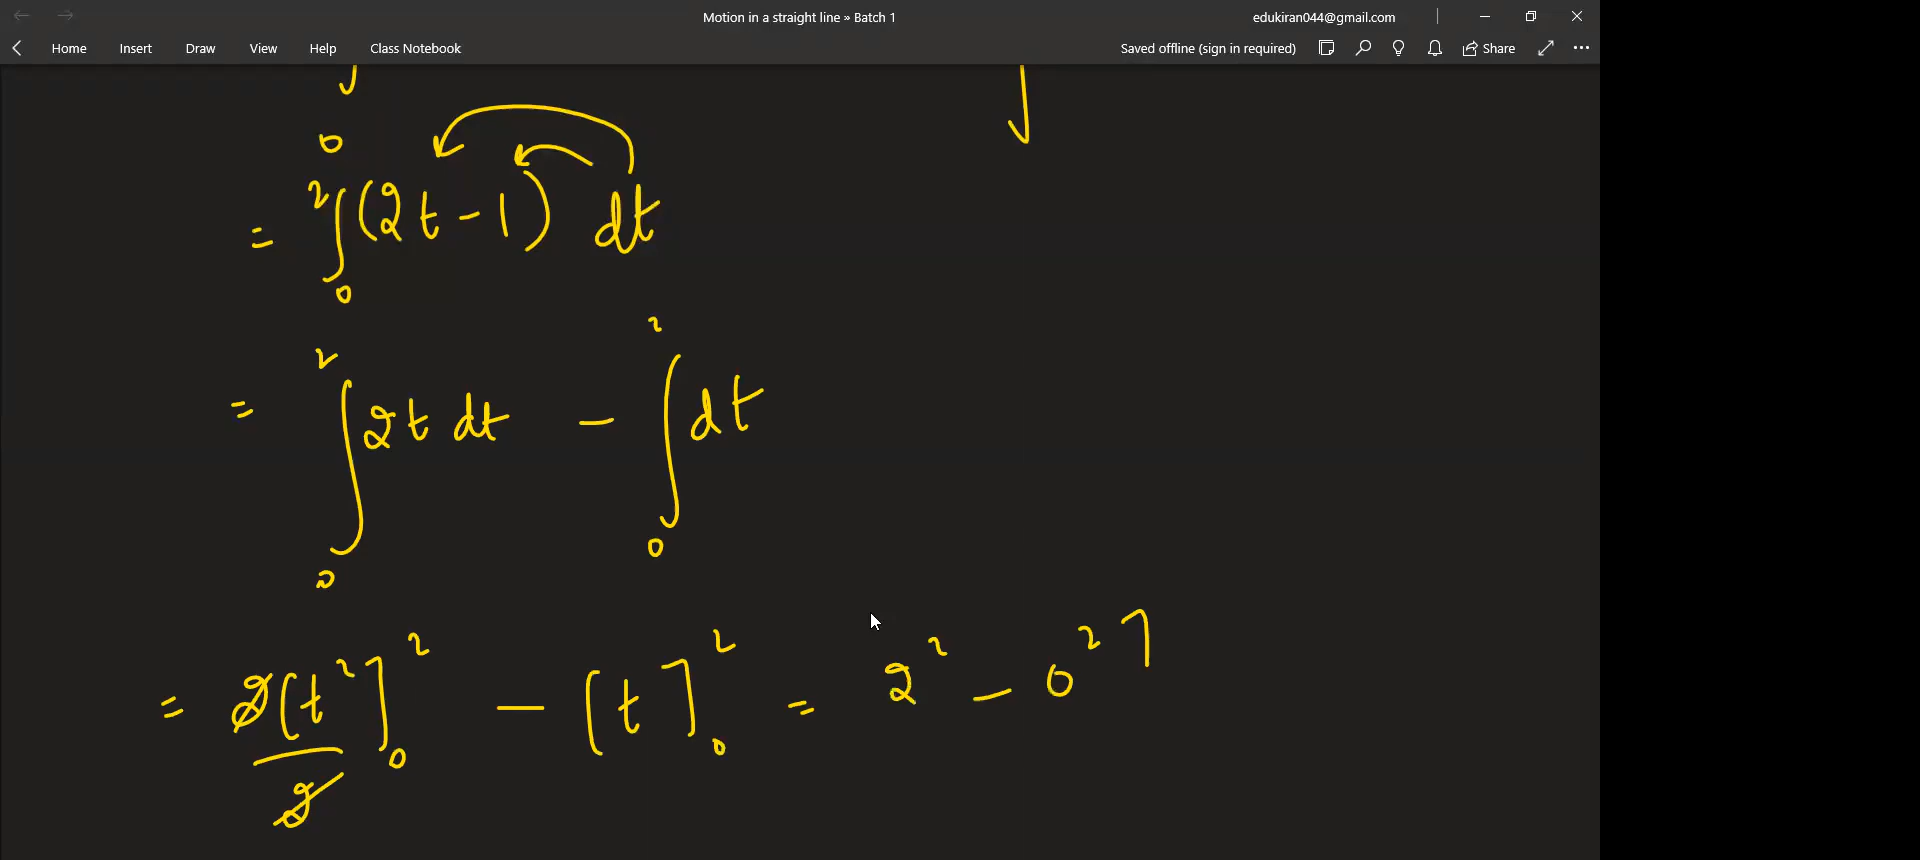 Motion in a straight line » Batch 1
edukiran044@gmail.com
Home Insert Draw View Help Class Notebook
Saved offline (sign in required) Share
0
= ∫₀² (2t - 1) dt
= ∫₀² 2t dt - ∫₀² dt
= 2[t²]₀² / 2 - [t]₀² = 2² - 0²]